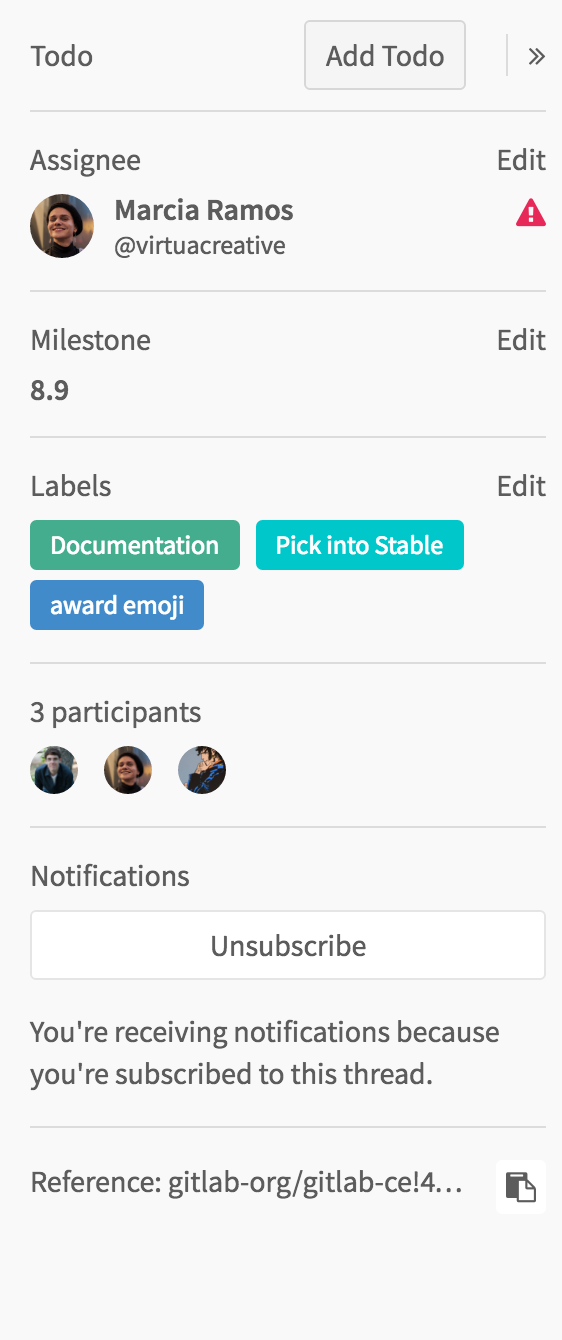 Todo Add Todo »
Assignee Edit
Marcia Ramos
@virtuacreative
Milestone Edit
8.9
Labels Edit
Documentation Pick into Stable
award emoji
3 participants
Notifications
Unsubscribe
You're receiving notifications because
you're subscribed to this thread.
Reference: gitlab-org/gitlab-ce!4…